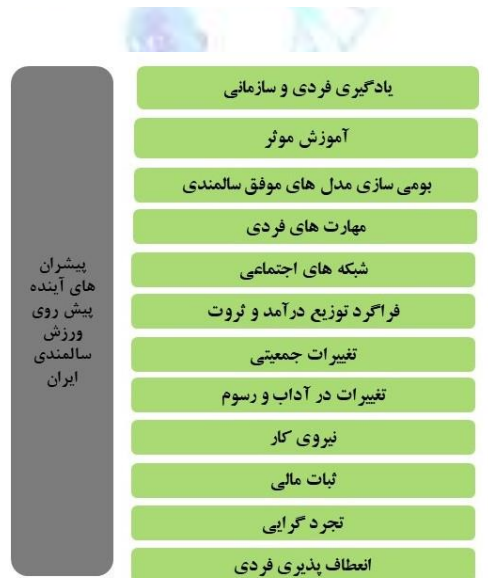 پیشران
های آینده
پیش روی
ورزش
سالمندی
ایران
یادگیری فردی و سازمانی
آموزش موثر
بومی سازی مدل های موفق سالمندی
مهارت های فردی
شبکه های اجتماعی
فراگرد توزیع درآمد و ثروت
تغییرات جمعیتی
تغییرات در آداب و رسوم
نیروی کار
ثبات مالی
تجرد گرایی
انعطاف پذیری فردی